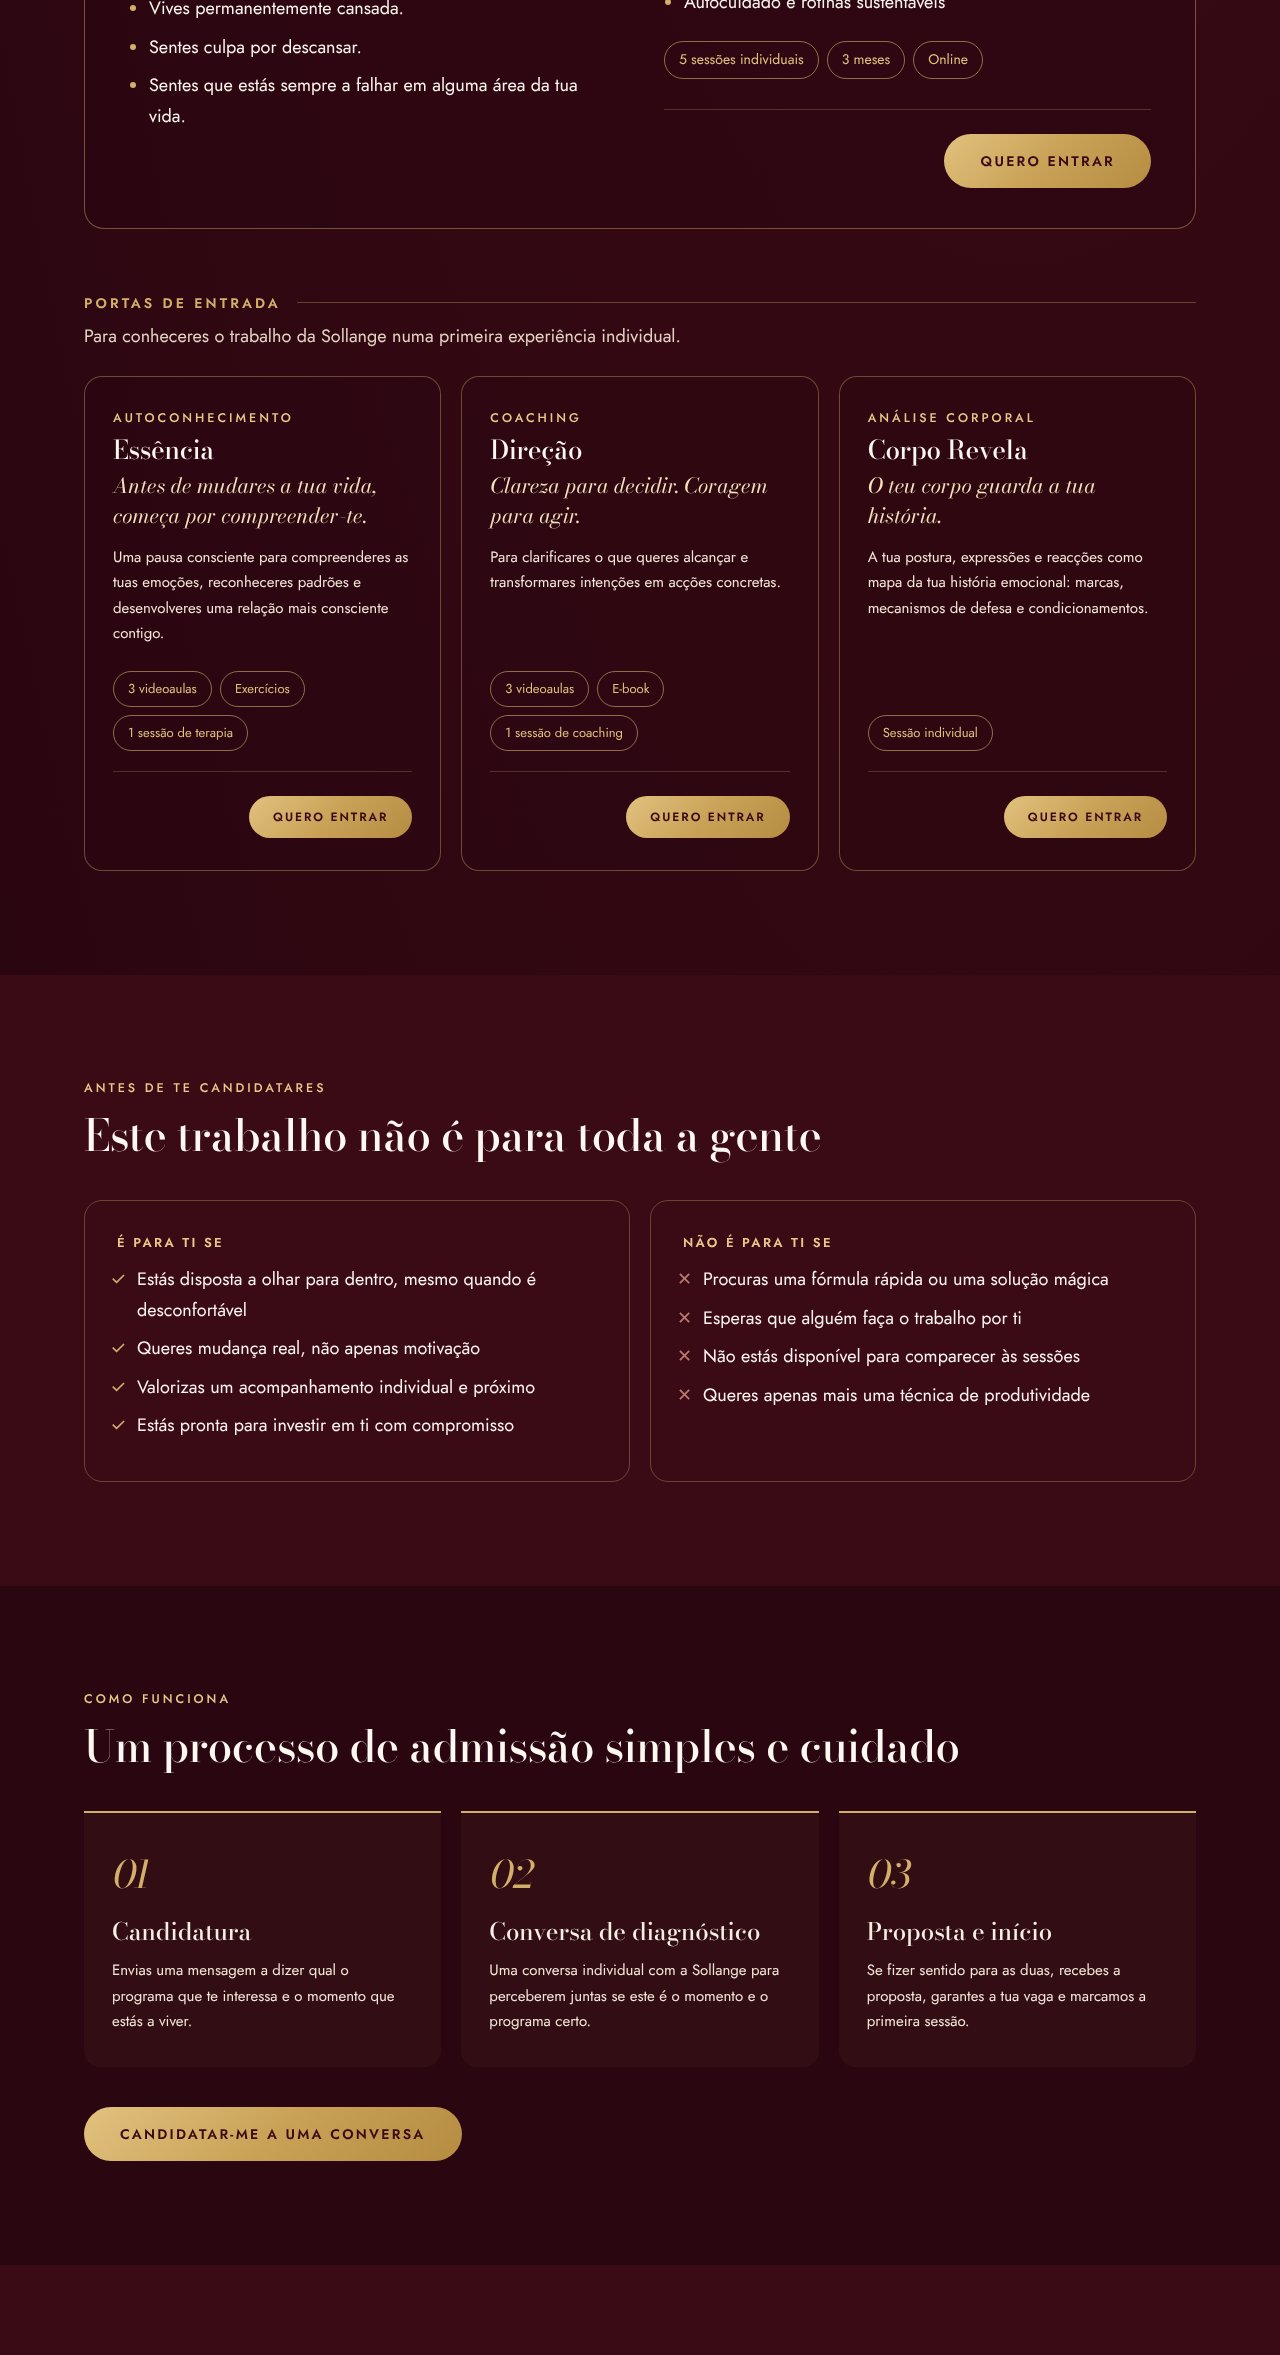 Vives permanentemente cansada.
Sentes culpa por descansar.
Sentes que estás sempre a falhar em alguma área da tua
vida.
Autocuidado e rotinas sustentáveis
5 sessões individuais
3 meses
Online
QUERO ENTRAR
PORTAS DE ENTRADA
Para conheceres o trabalho da Sollange numa primeira experiência individual.
AUTOCONHECIMENTO
Essência
Antes de mudares a tua vida,
começa por compreender-te.
Uma pausa consciente para compreenderes as
tuas emoções, reconheceres padrões e
desenvolveres uma relação mais consciente
contigo.
3 videoaulas
Exercícios
1 sessão de terapia
QUERO ENTRAR
COACHING
Direção
Clareza para decidir. Coragem
para agir.
Para clarificares o que queres alcançar e
transformares intenções em acções concretas.
3 videoaulas
E-book
1 sessão de coaching
QUERO ENTRAR
ANÁLISE CORPORAL
Corpo Revela
O teu corpo guarda a tua
história.
A tua postura, expressões e reacções como
mapa da tua história emocional: marcas,
mecanismos de defesa e condicionamentos.
Sessão individual
QUERO ENTRAR
ANTES DE TE CANDIDATARES
Este trabalho não é para toda a gente
É PARA TI SE
✓ Estás disposta a olhar para dentro, mesmo quando é
desconfortável
✓ Queres mudança real, não apenas motivação
✓ Valorizas um acompanhamento individual e próximo
✓ Estás pronta para investir em ti com compromisso
NÃO É PARA TI SE
✕ Procuras uma fórmula rápida ou uma solução mágica
✕ Esperas que alguém faça o trabalho por ti
✕ Não estás disponível para comparecer às sessões
✕ Queres apenas mais uma técnica de produtividade
COMO FUNCIONA
Um processo de admissão simples e cuidado
01
Candidatura
Envias uma mensagem a dizer qual o
programa que te interessa e o momento que
estás a viver.
02
Conversa de diagnóstico
Uma conversa individual com a Sollange para
perceberem juntas se este é o momento e o
programa certo.
03
Proposta e início
Se fizer sentido para as duas, recebes a
proposta, garantes a tua vaga e marcamos a
primeira sessão.
CANDIDATAR-ME A UMA CONVERSA